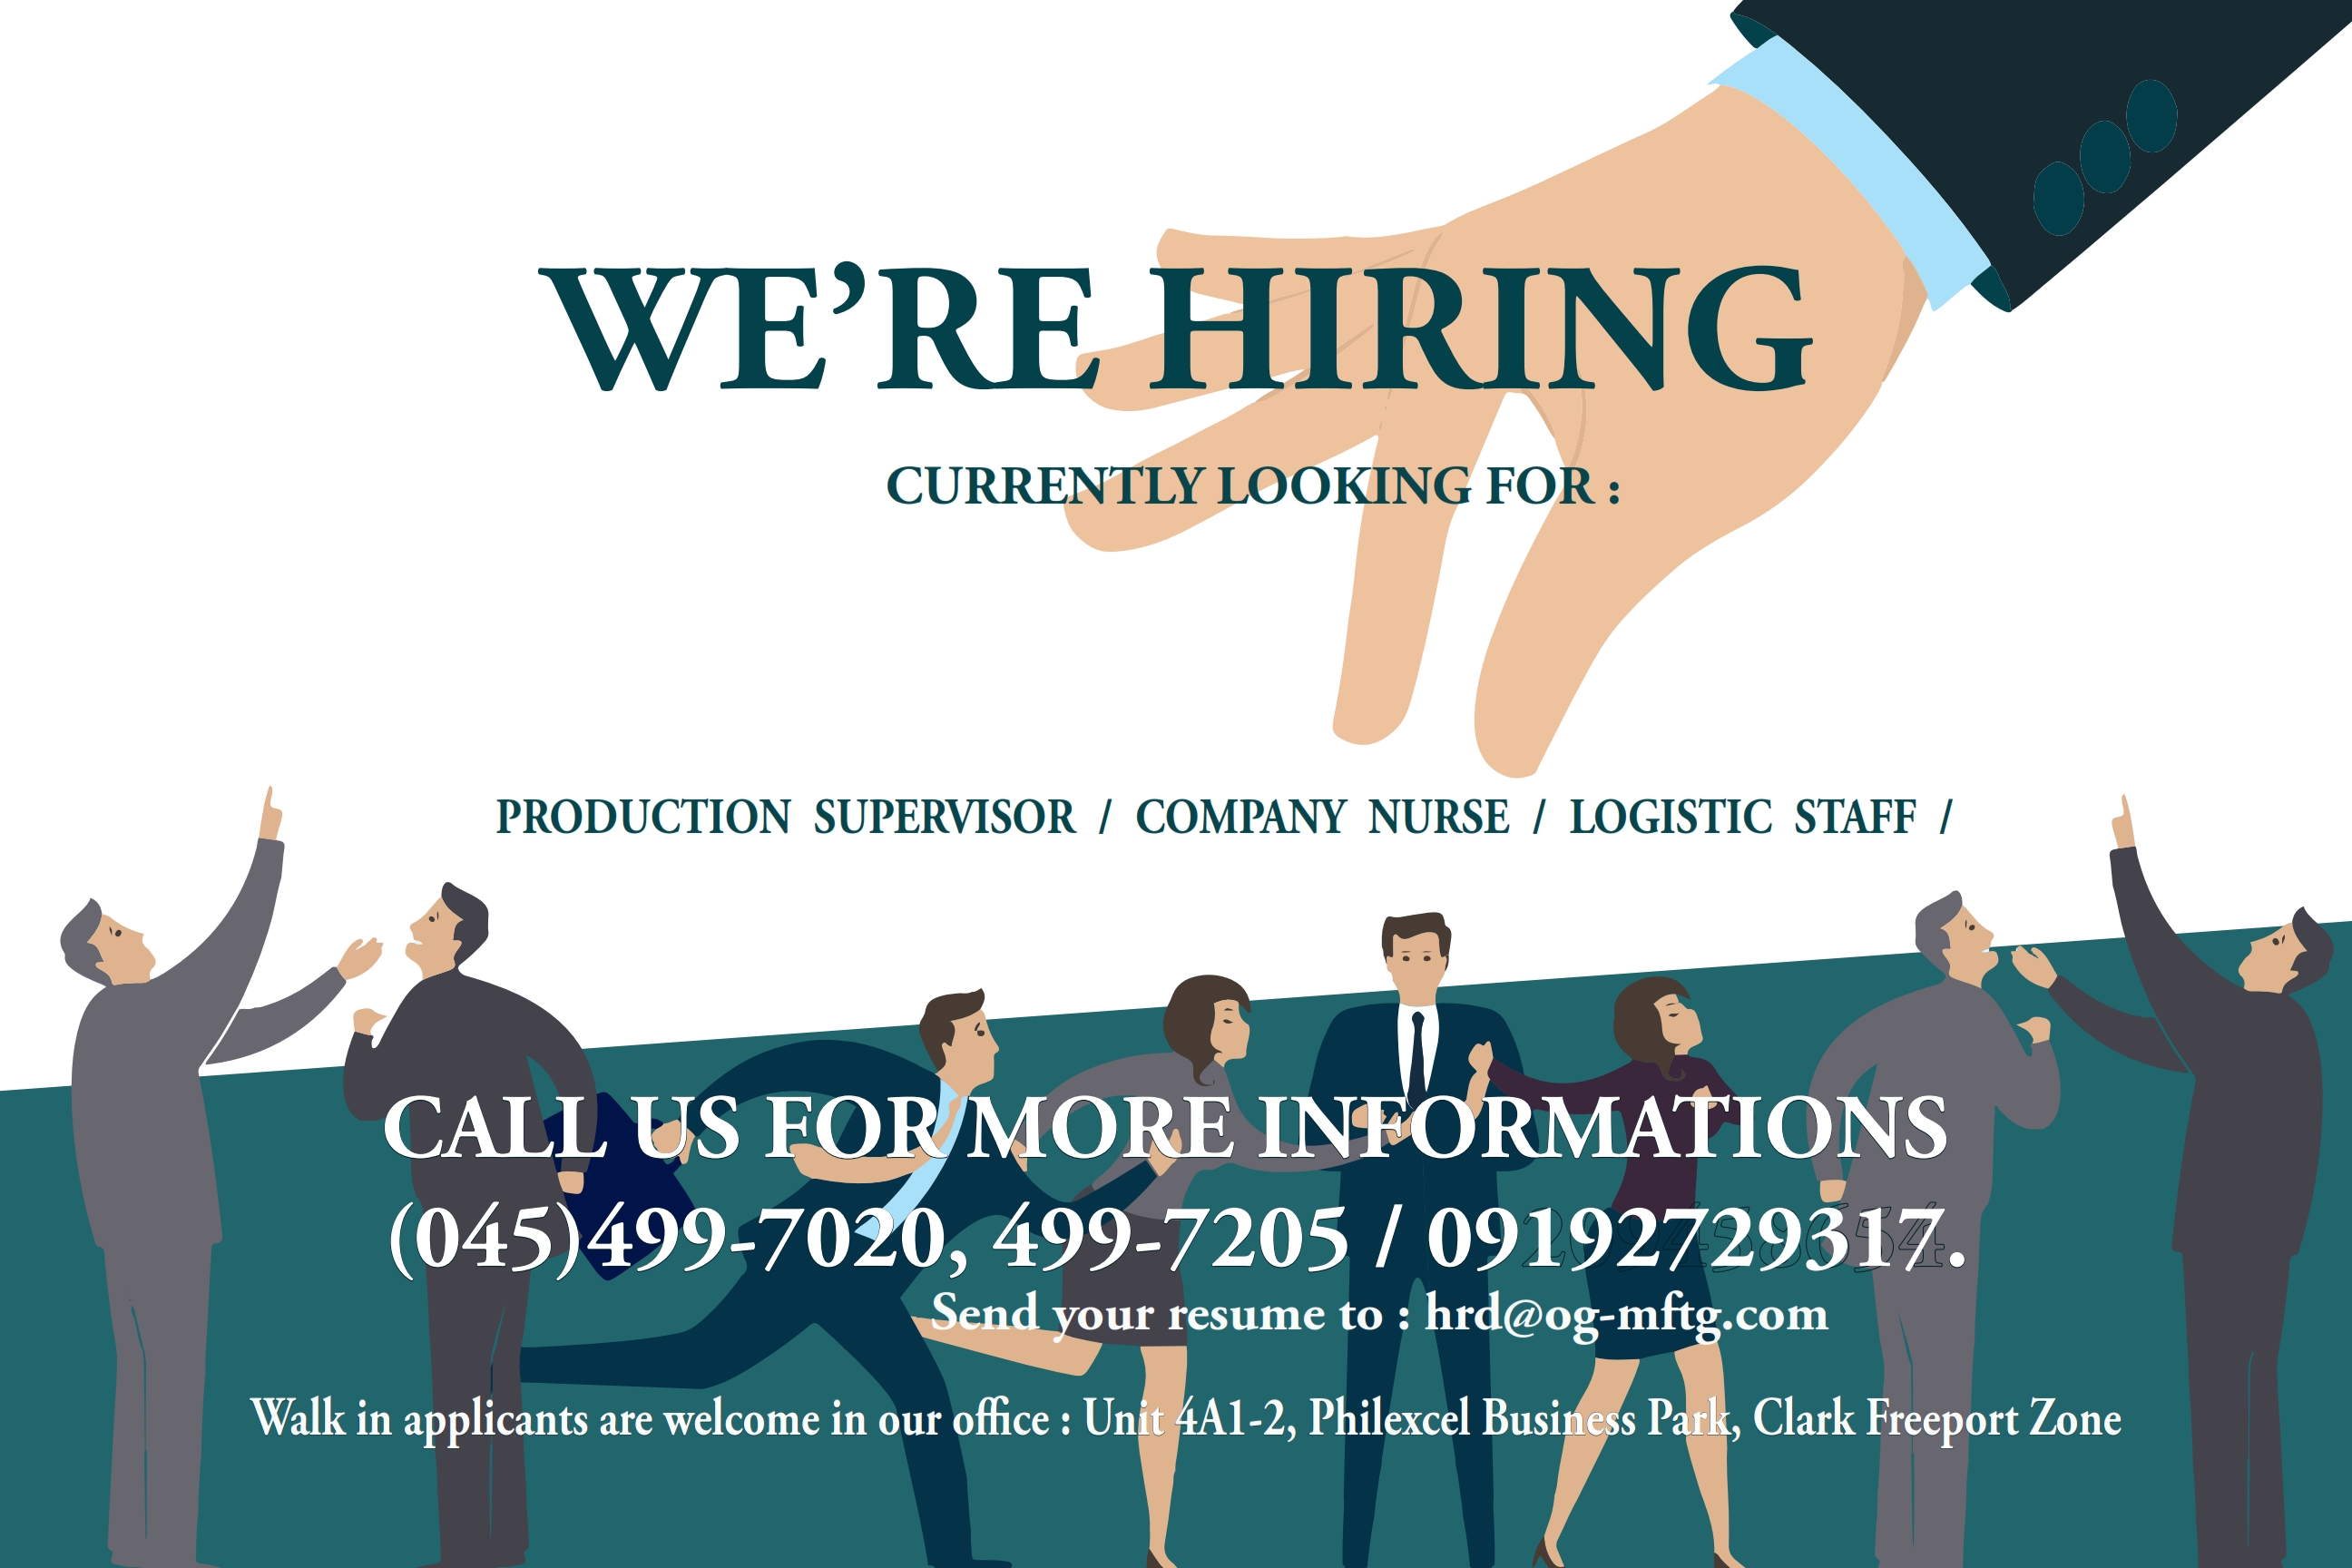 WE’RE HIRING
CURRENTLY LOOKING FOR :
PRODUCTION SUPERVISOR / COMPANY NURSE / LOGISTIC STAFF /
CALL US FOR MORE INFORMATIONS
(045)499-7020, 499-7205 / 09192729317.
Send your resume to : hrd@og-mftg.com
Walk in applicants are welcome in our office : Unit 4A1-2, Philexcel Business Park, Clark Freeport Zone